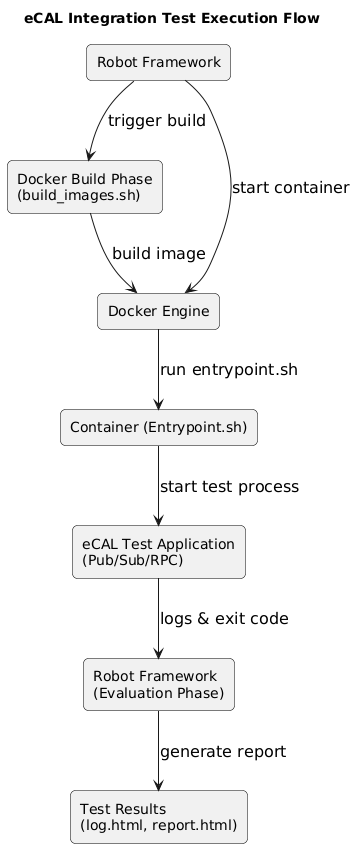 eCAL Integration Test Execution Flow
Robot Framework
trigger build
start container
Docker Build Phase
(build_images.sh)
build image
Docker Engine
run entrypoint.sh
Container (Entrypoint.sh)
start test process
eCAL Test Application
(Pub/Sub/RPC)
logs & exit code
Robot Framework
(Evaluation Phase)
generate report
Test Results
(log.html, report.html)